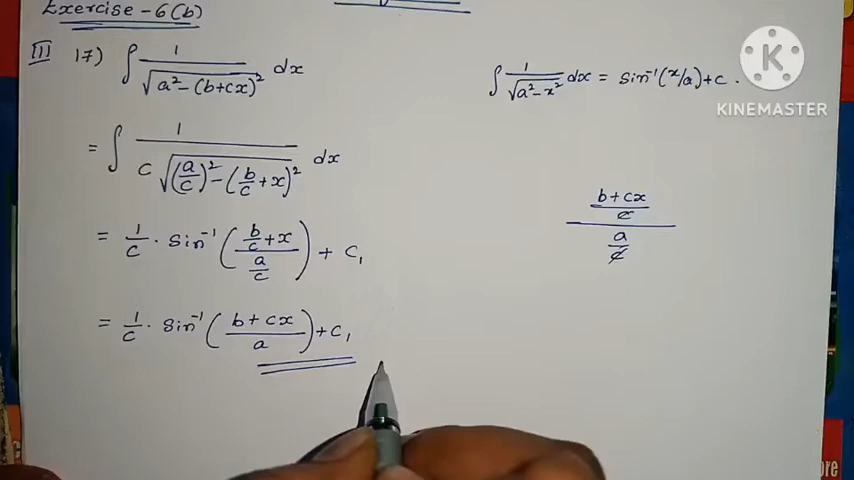 Exercise - 6(b)
III 17) ∫ 1/√(a² - (b+cx)²) dx
∫ 1/√(a² - x²) dx = Sin⁻¹(x/a) + c .
K
KINEMASTER
= ∫ 1/(c √((a/c)² - (b/c + x)²)) dx
= 1/c . Sin⁻¹((b/c + x)/(a/c)) + c₁
((b+cx)/c)/(a/c)
= 1/c . Sin⁻¹((b+cx)/a) + c₁